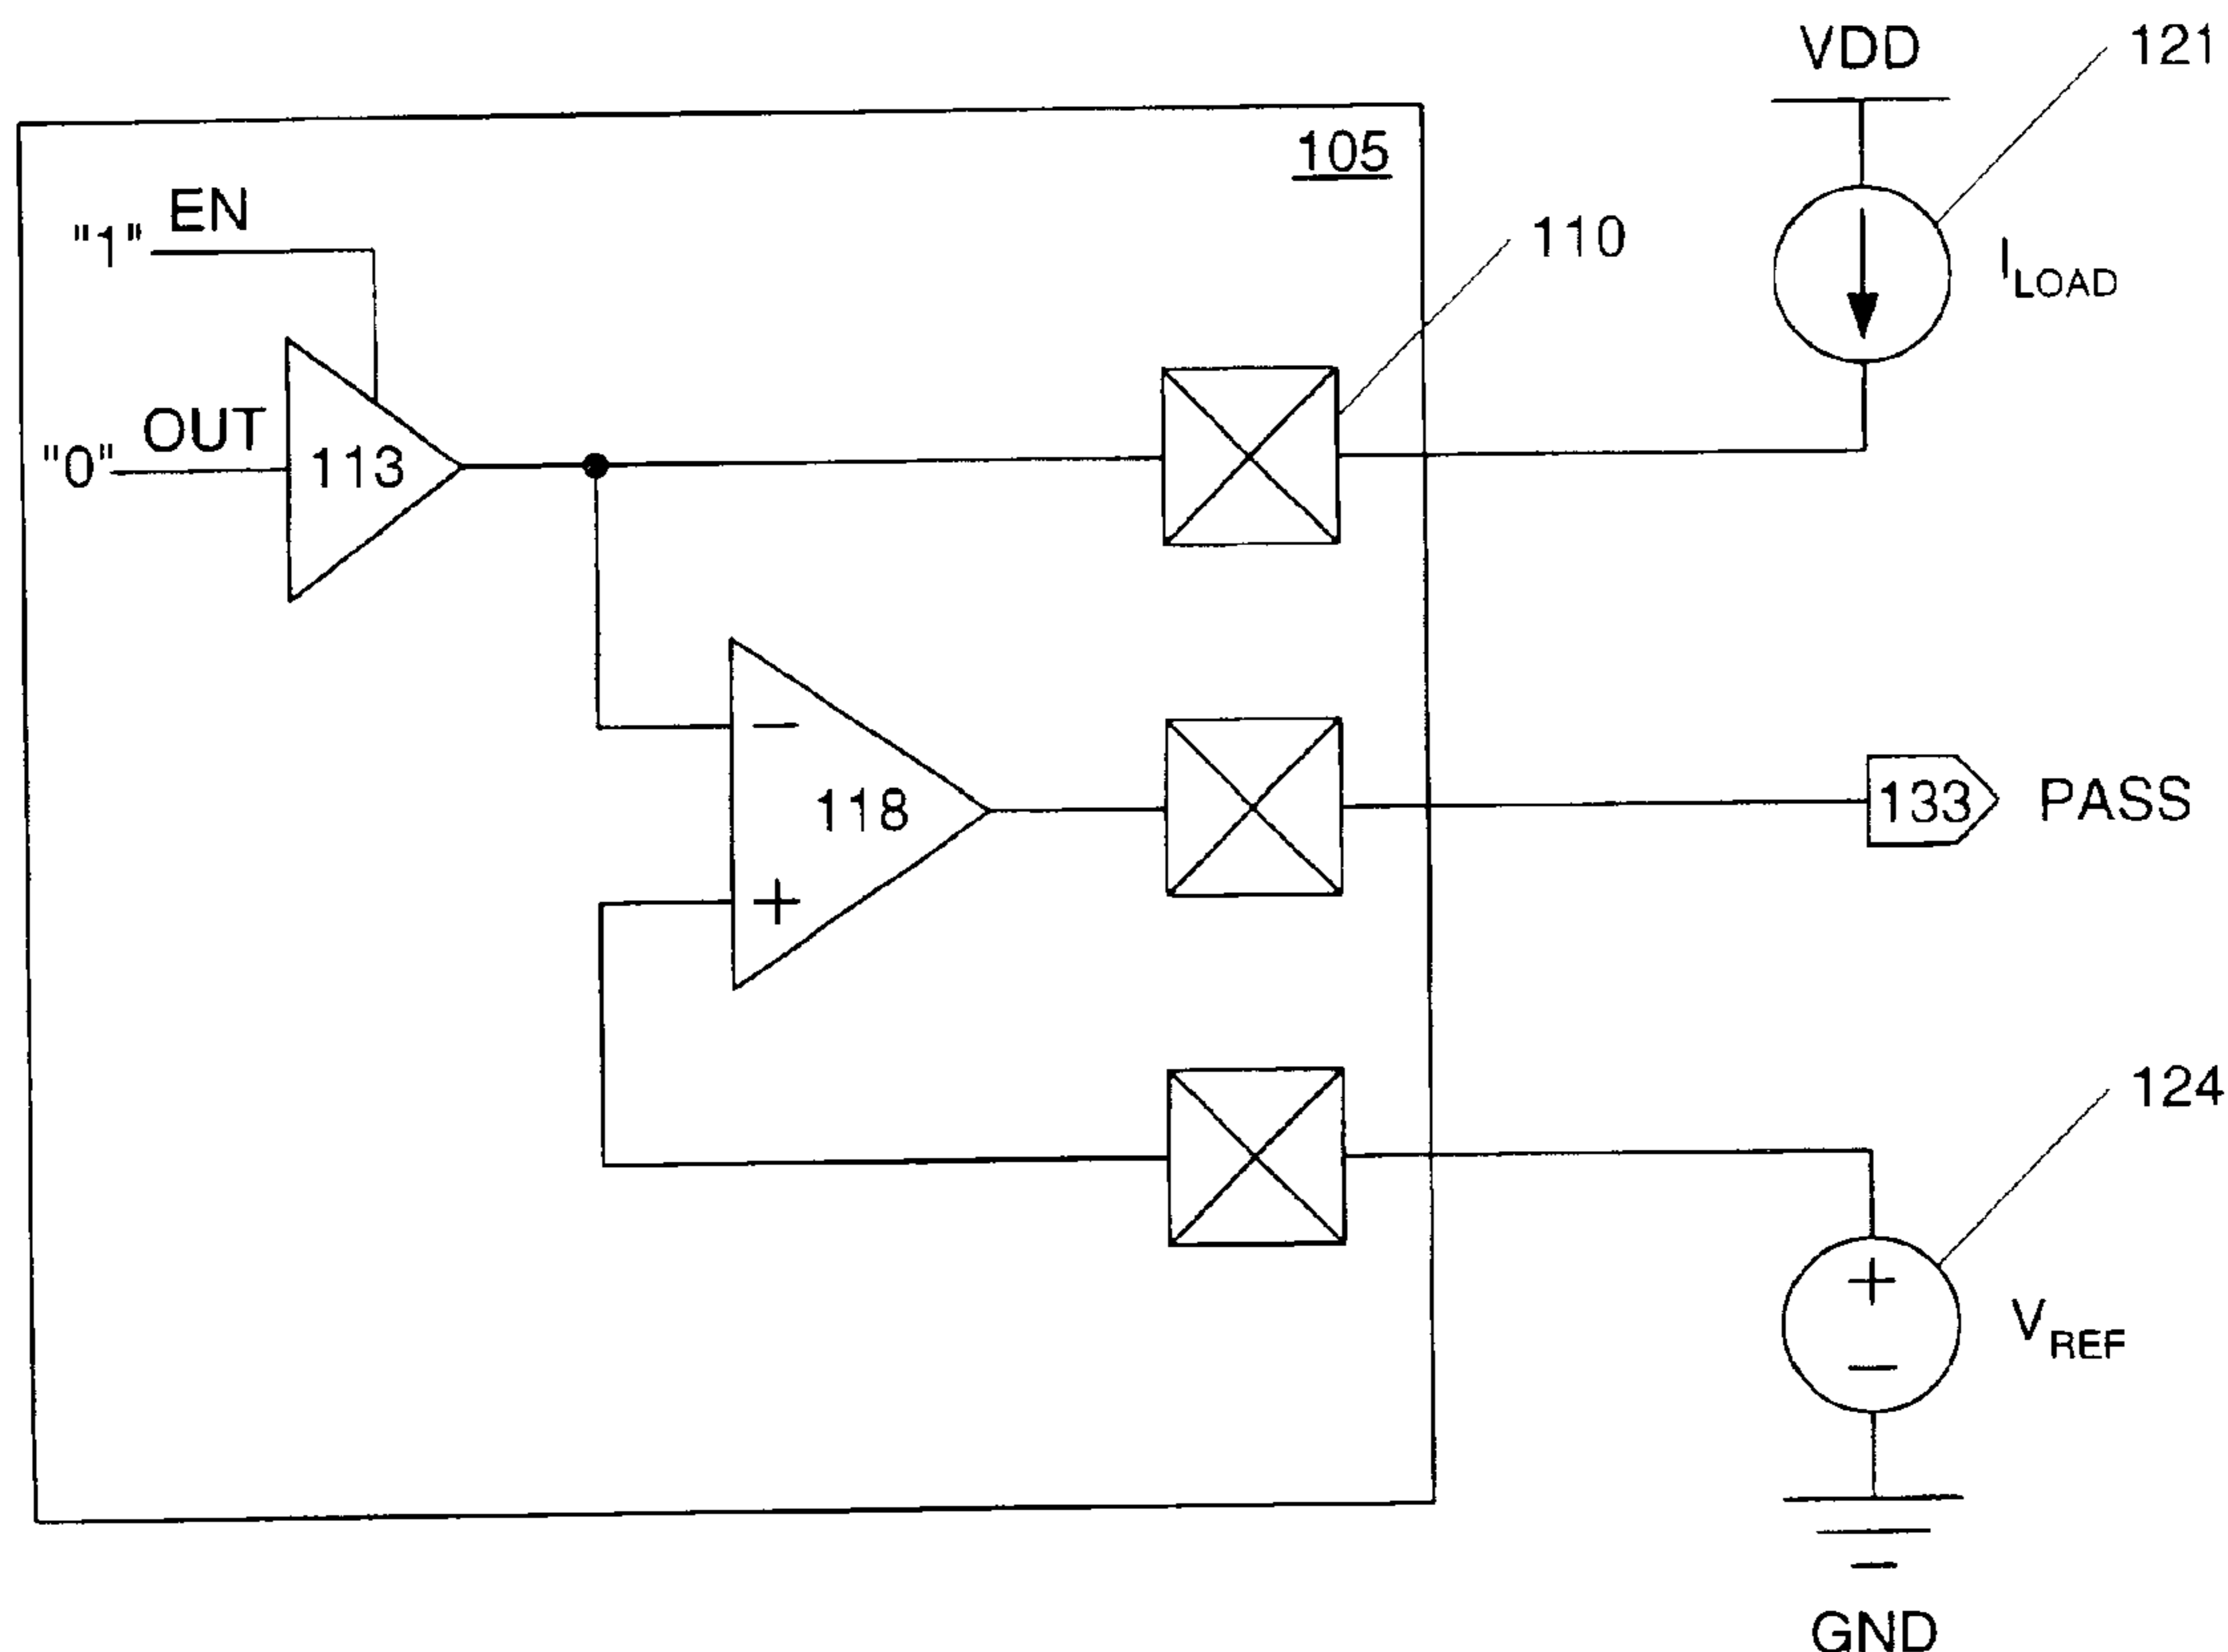 VDD
121
105
EN
"1"
110
I_LOAD
OUT
"0"
113
118
133
PASS
124
+
−
V_REF
GND